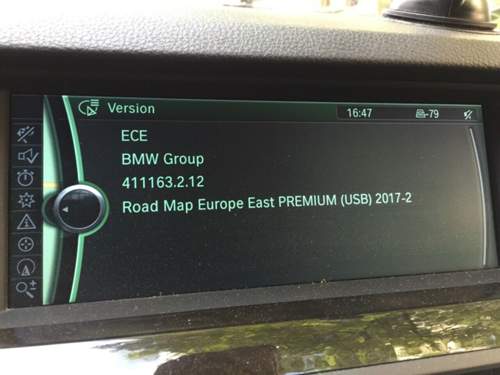 Version 16:47 -79
ECE
BMW Group
411163.2.12
Road Map Europe East PREMIUM (USB) 2017-2